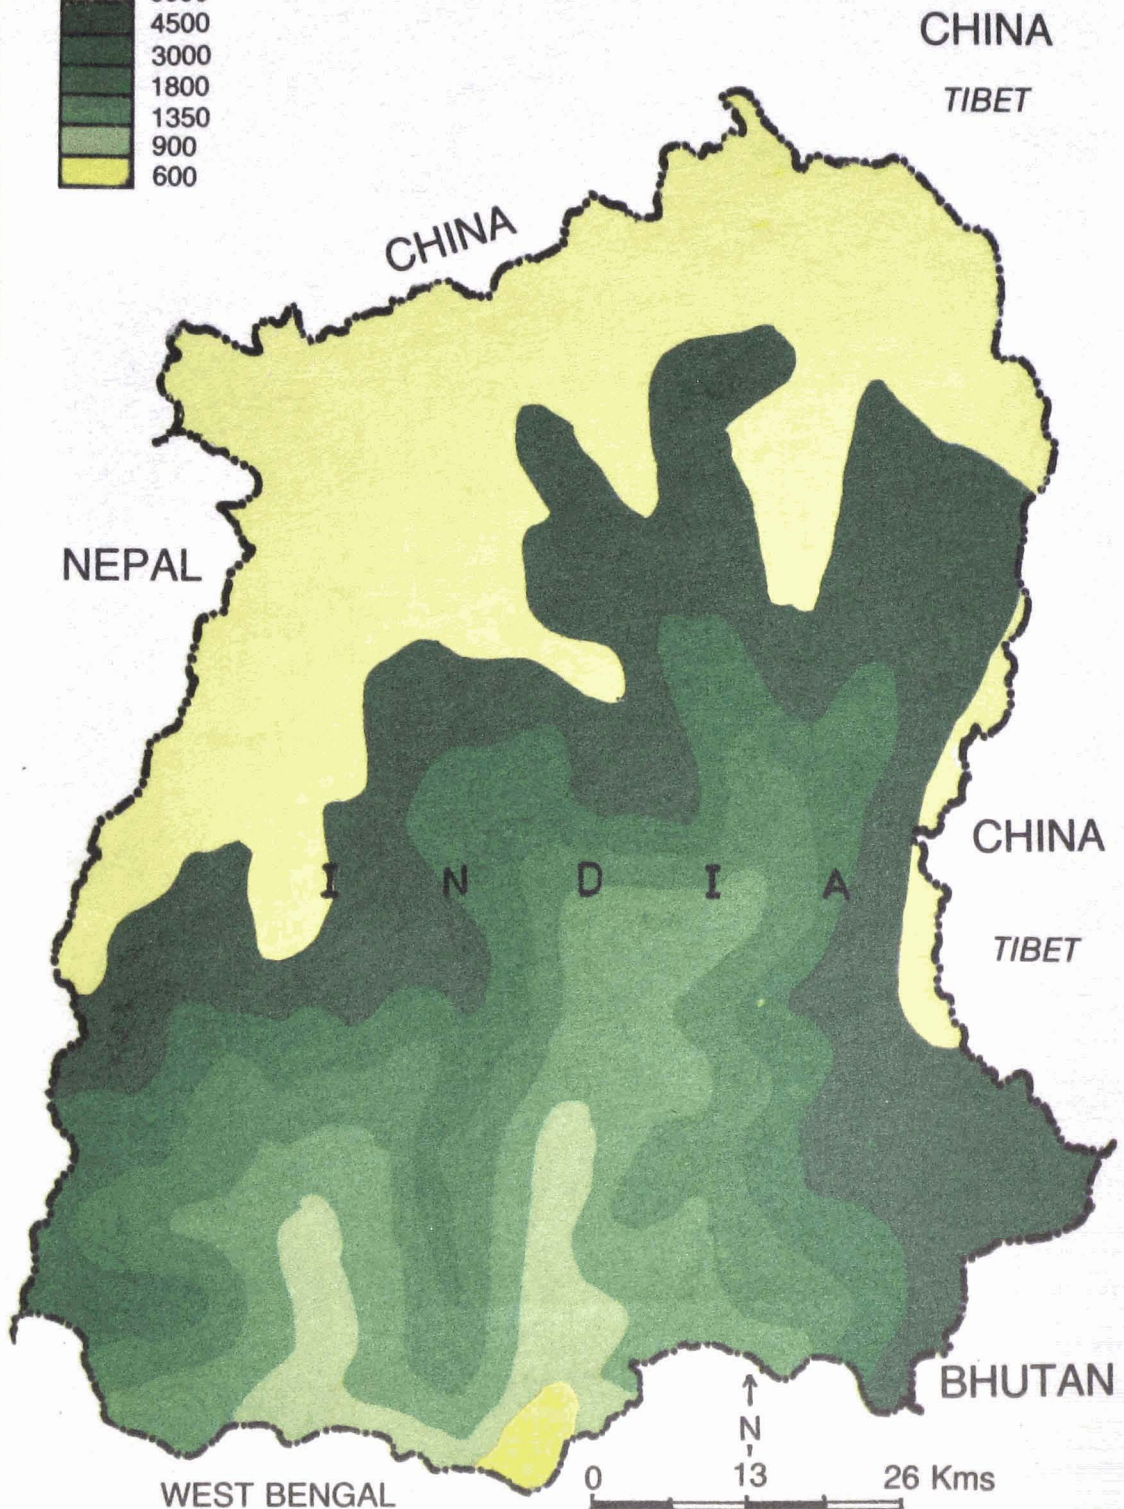 4500
3000
1800
1350
900
600
CHINA
TIBET
CHINA
NEPAL
CHINA
I N D I A
TIBET
BHUTAN
N
0 13 26 Kms
WEST BENGAL